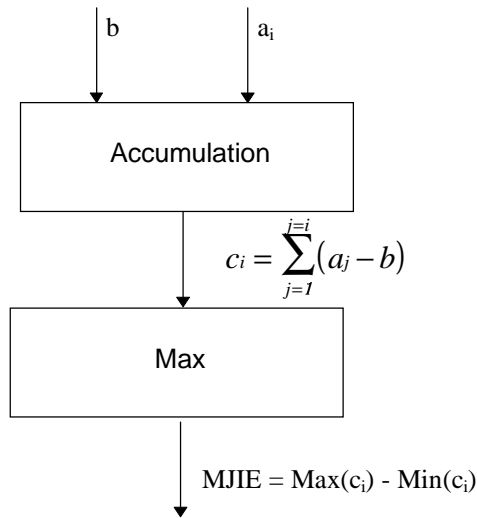 b
aᵢ
Accumulation
cᵢ = ∑_{j=1}^{j=i} (aⱼ − b)
Max
MJIE = Max(cᵢ) - Min(cᵢ)